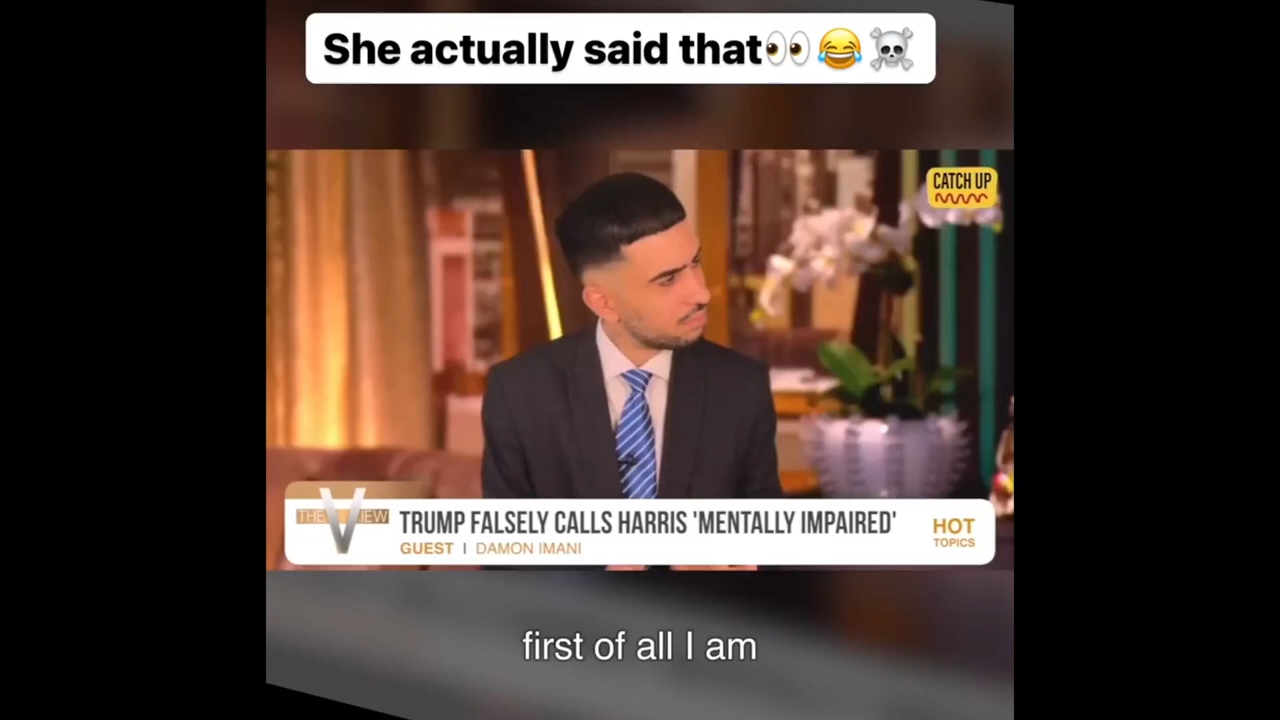 She actually said that👀😂☠️
CATCH UP
THE VIEW
TRUMP FALSELY CALLS HARRIS 'MENTALLY IMPAIRED'
GUEST | DAMON IMANI
HOT
TOPICS
first of all I am